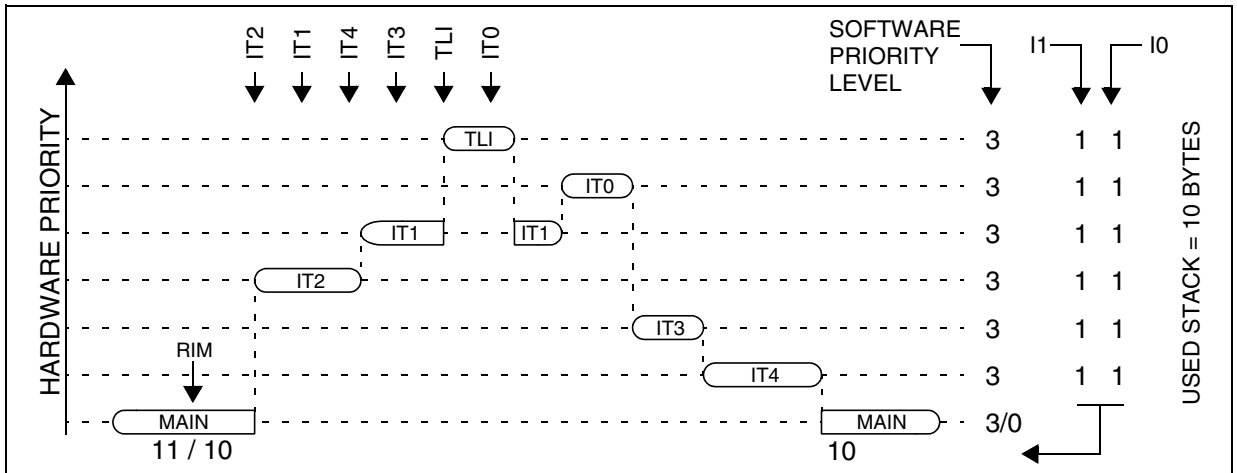 IT2
IT1
IT4
IT3
TLI
IT0
SOFTWARE
PRIORITY
LEVEL
I1
I0
HARDWARE PRIORITY
TLI
3
1 1
IT0
3
1 1
IT1
IT1
3
1 1
IT2
3
1 1
IT3
3
1 1
RIM
IT4
3
1 1
MAIN
MAIN
3/0
11 / 10
10
USED STACK = 10 BYTES